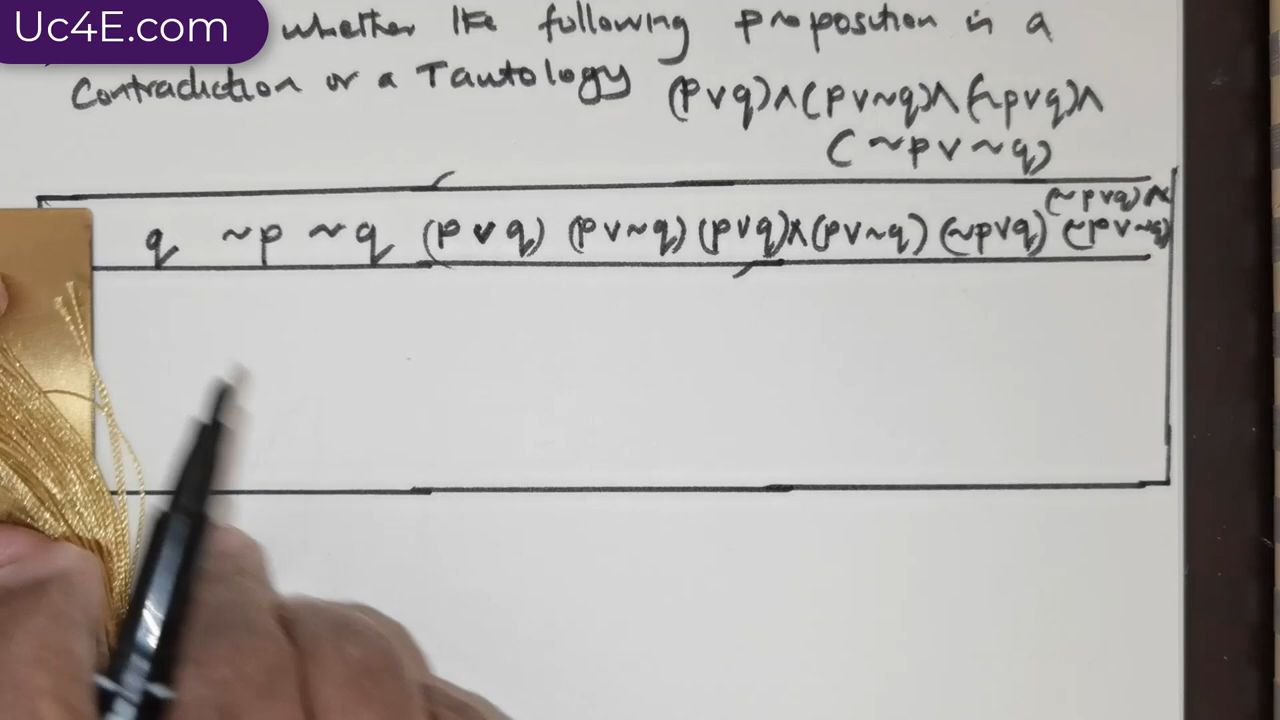 Uc4E.com
whether the following proposition is a
Contradiction or a Tautology (p∨q)∧(p∨~q)∧(~p∨q)∧
(~p∨~q)
q ~p ~q (p∨q) (p∨~q) (p∨q)∧(p∨~q) (~p∨q) (~p∨q)∧
(~p∨~q)